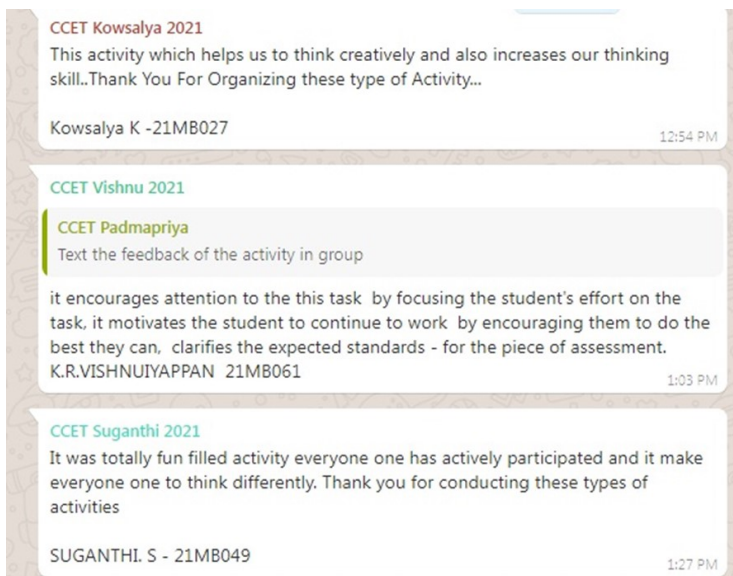 CCET Kowsalya 2021
This activity which helps us to think creatively and also increases our thinking
skill..Thank You For Organizing these type of Activity...
Kowsalya K -21MB027
12:54 PM
CCET Vishnu 2021
CCET Padmapriya
Text the feedback of the activity in group
it encourages attention to the this task  by focusing the student's effort on the
task, it motivates the student to continue to work  by encouraging them to do the
best they can,  clarifies the expected standards - for the piece of assessment.
K.R.VISHNUIYAPPAN  21MB061
1:03 PM
CCET Suganthi 2021
It was totally fun filled activity everyone one has actively participated and it make
everyone one to think differently. Thank you for conducting these types of
activities
SUGANTHI. S - 21MB049
1:27 PM